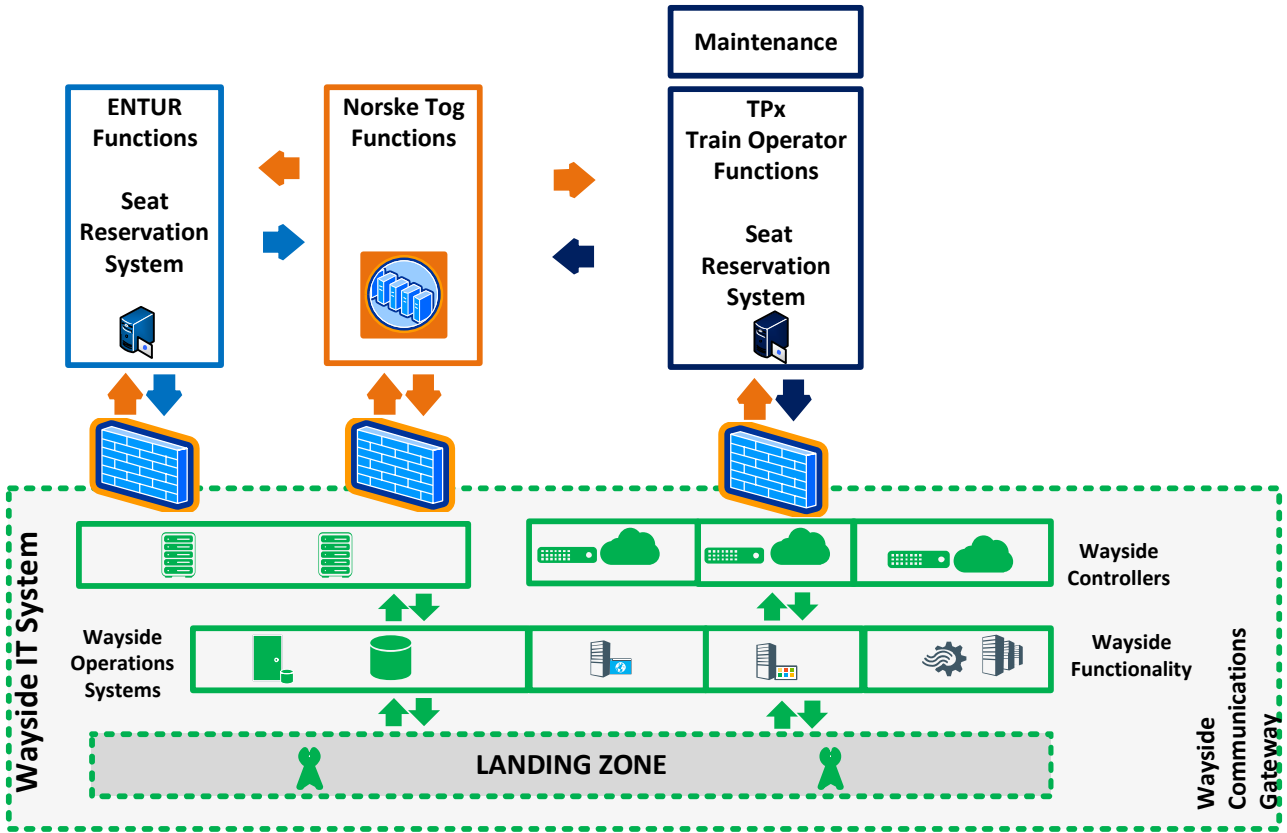 Maintenance
ENTUR
Functions
Seat
Reservation
System
Norske Tog
Functions
TPx
Train Operator
Functions
Seat
Reservation
System
Wayside IT System
Wayside
Controllers
Wayside
Operations
Systems
Wayside
Functionality
Wayside
Communications
Gateway
LANDING ZONE